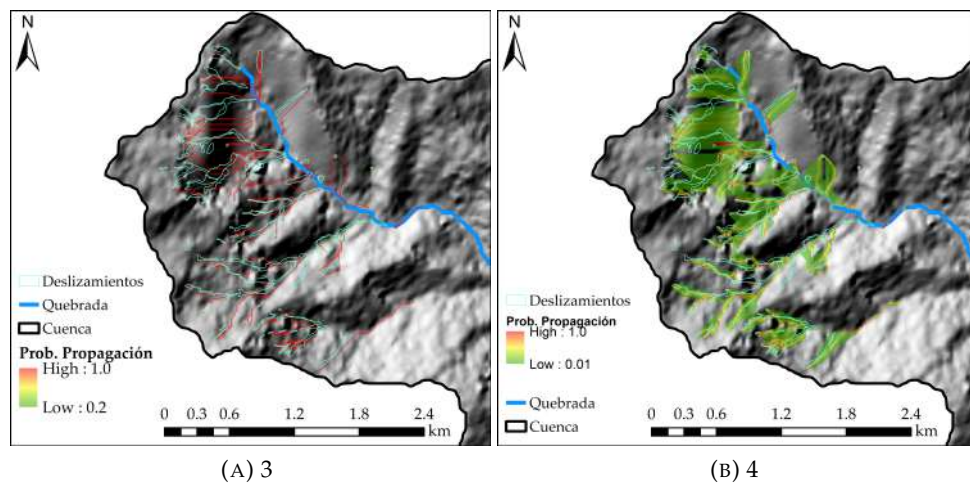 N
Deslizamientos
Quebrada
Cuenca
Prob. Propagación
High : 1.0
Low : 0.2
0 0.3 0.6 1.2 1.8 2.4
km
(A) 3
N
Deslizamientos
Prob. Propagación
High : 1.0
Low : 0.01
Quebrada
Cuenca
0 0.3 0.6 1.2 1.8 2.4
km
(B) 4